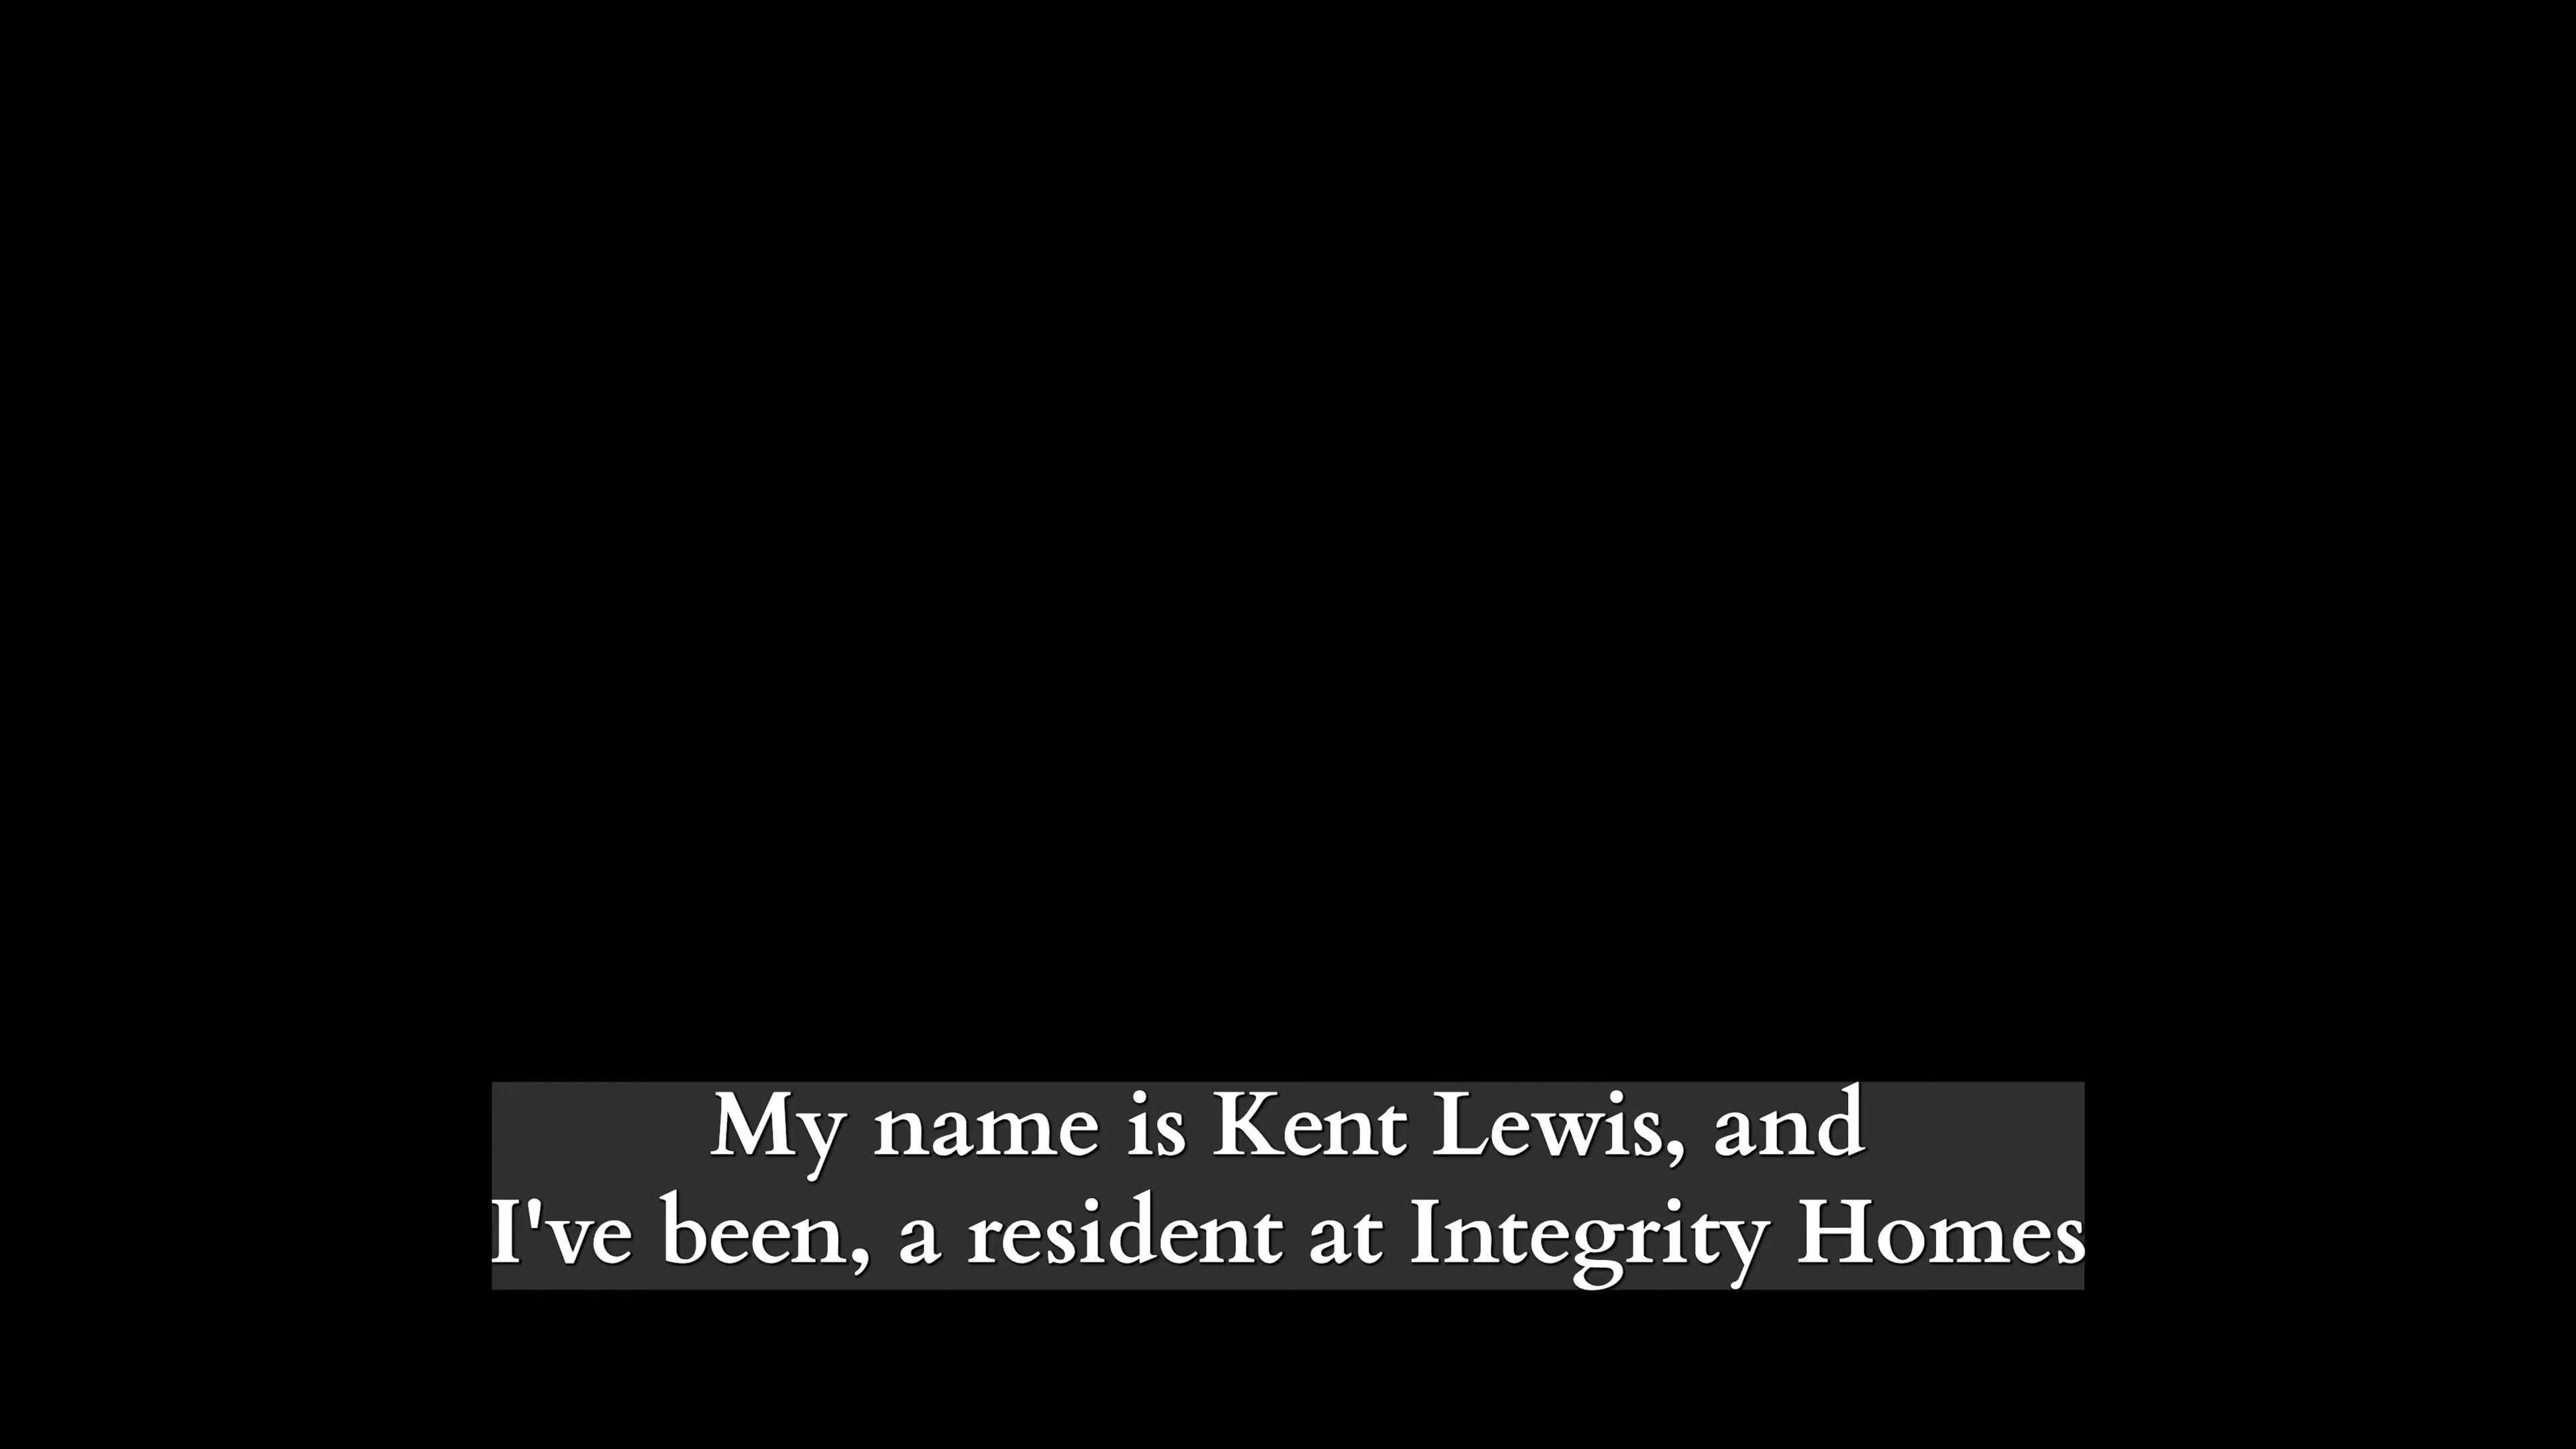 My name is Kent Lewis, and
I've been, a resident at Integrity Homes